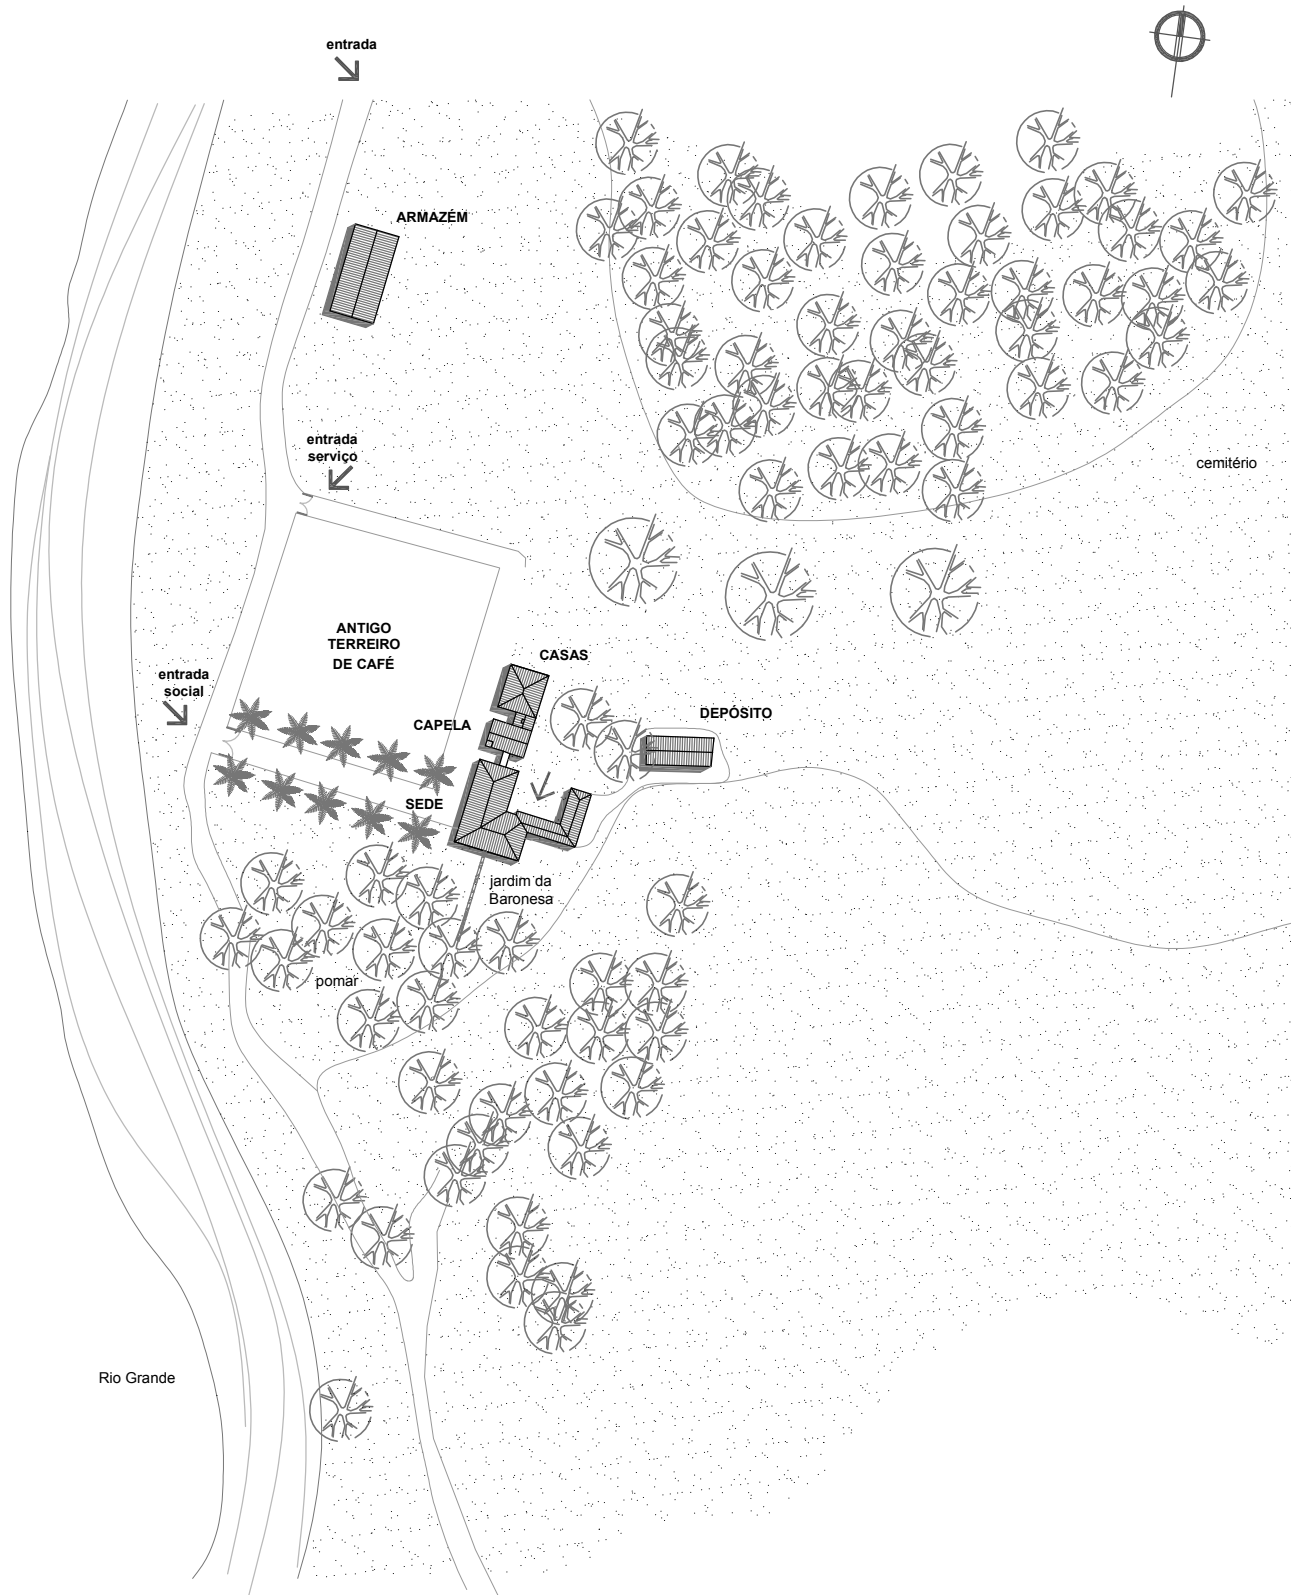 entrada
ARMAZÉM
entrada
serviço
cemitério
ANTIGO
TERREIRO
DE CAFÉ
CASAS
entrada
social
DEPÓSITO
CAPELA
SEDE
jardim da
Baronesa
pomar
Rio Grande